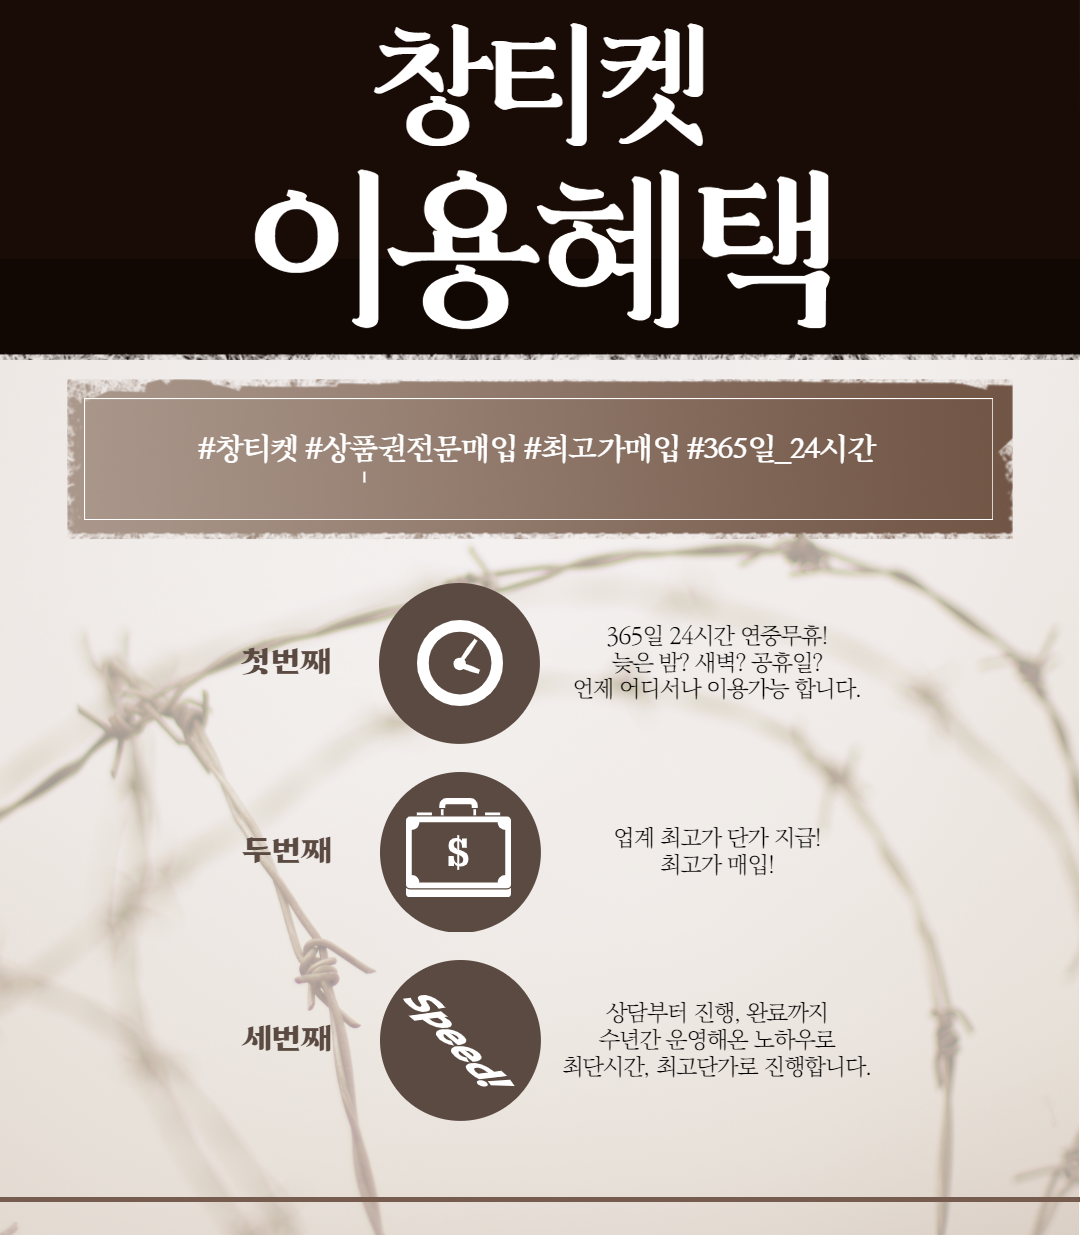 창티켓
이용혜택
#창티켓 #상품권전문매입 #최고가매입 #365일_24시간
첫번째
365일 24시간 연중무휴!
늦은 밤? 새벽? 공휴일?
언제 어디서나 이용가능 합니다.
두번째
$
업계 최고가 단가 지급!
최고가 매입!
세번째
Speed!
상담부터 진행, 완료까지
수년간 운영해온 노하우로
최단시간, 최고단가로 진행합니다.